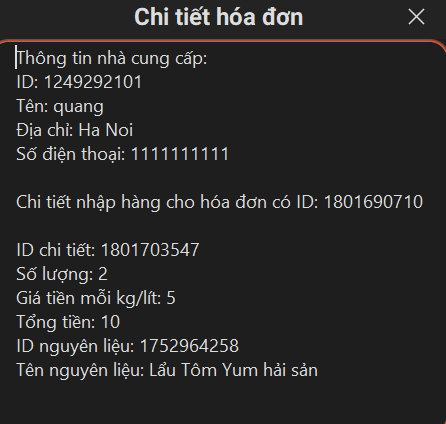 Chi tiết hóa đơn
Thông tin nhà cung cấp:
ID: 1249292101
Tên: quang
Địa chỉ: Ha Noi
Số điện thoại: 1111111111
Chi tiết nhập hàng cho hóa đơn có ID: 1801690710
ID chi tiết: 1801703547
Số lượng: 2
Giá tiền mỗi kg/lít: 5
Tổng tiền: 10
ID nguyên liệu: 1752964258
Tên nguyên liệu: Lẩu Tôm Yum hải sản